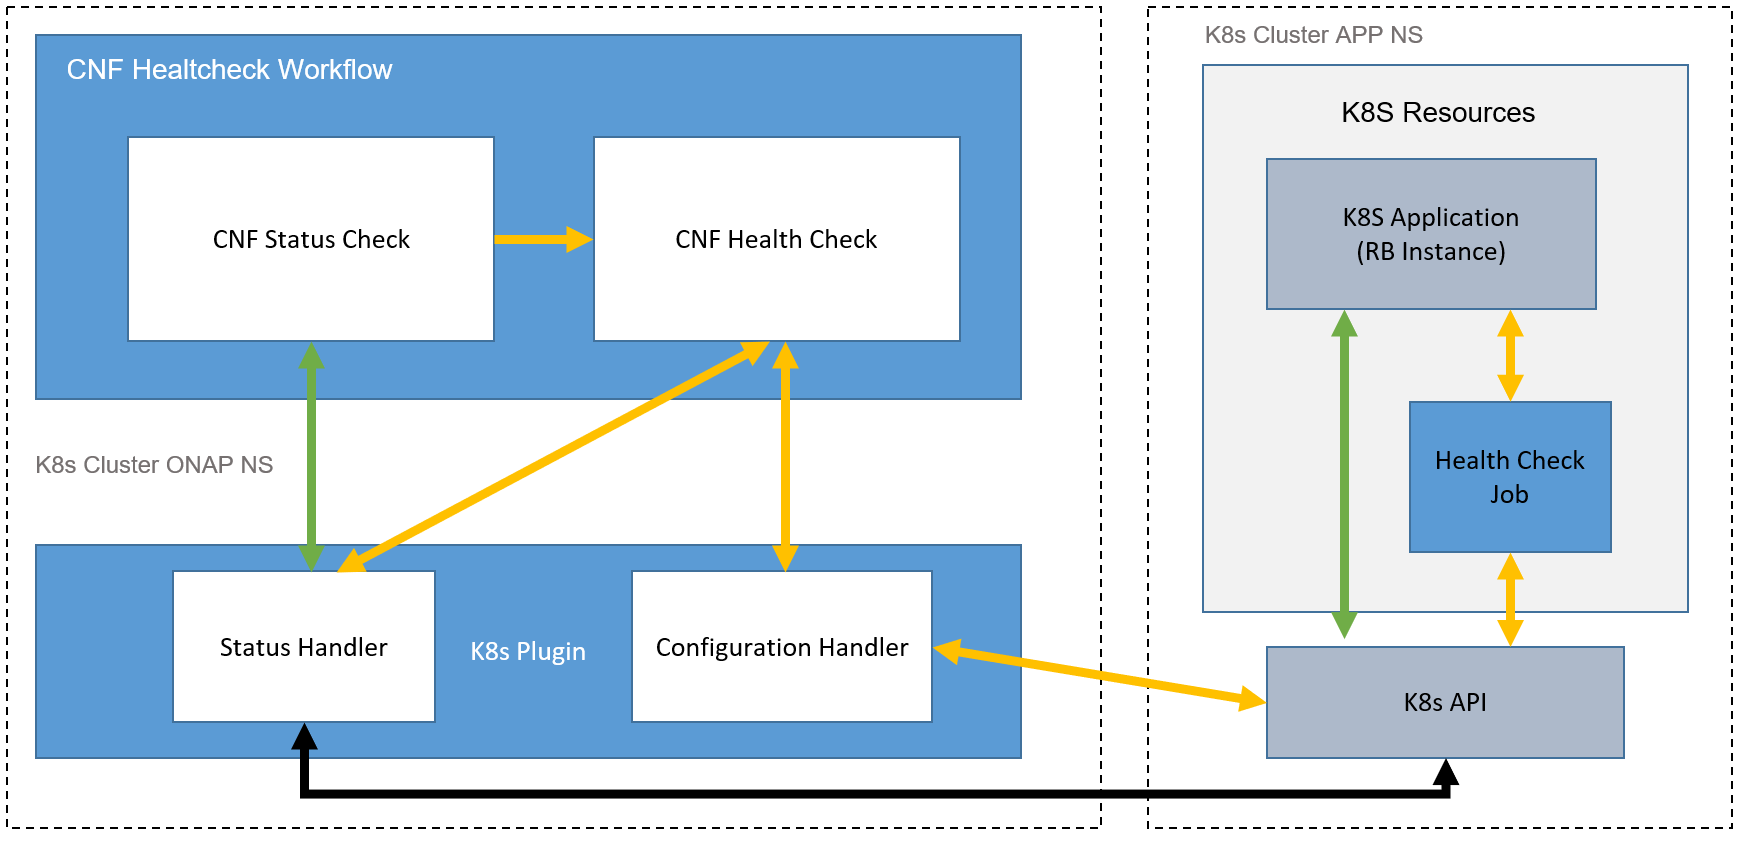 CNF Healtcheck Workflow
CNF Status Check
CNF Health Check
K8s Cluster ONAP NS
Status Handler
K8s Plugin
Configuration Handler
K8s Cluster APP NS
K8S Resources
K8S Application
(RB Instance)
Health Check
Job
K8s API